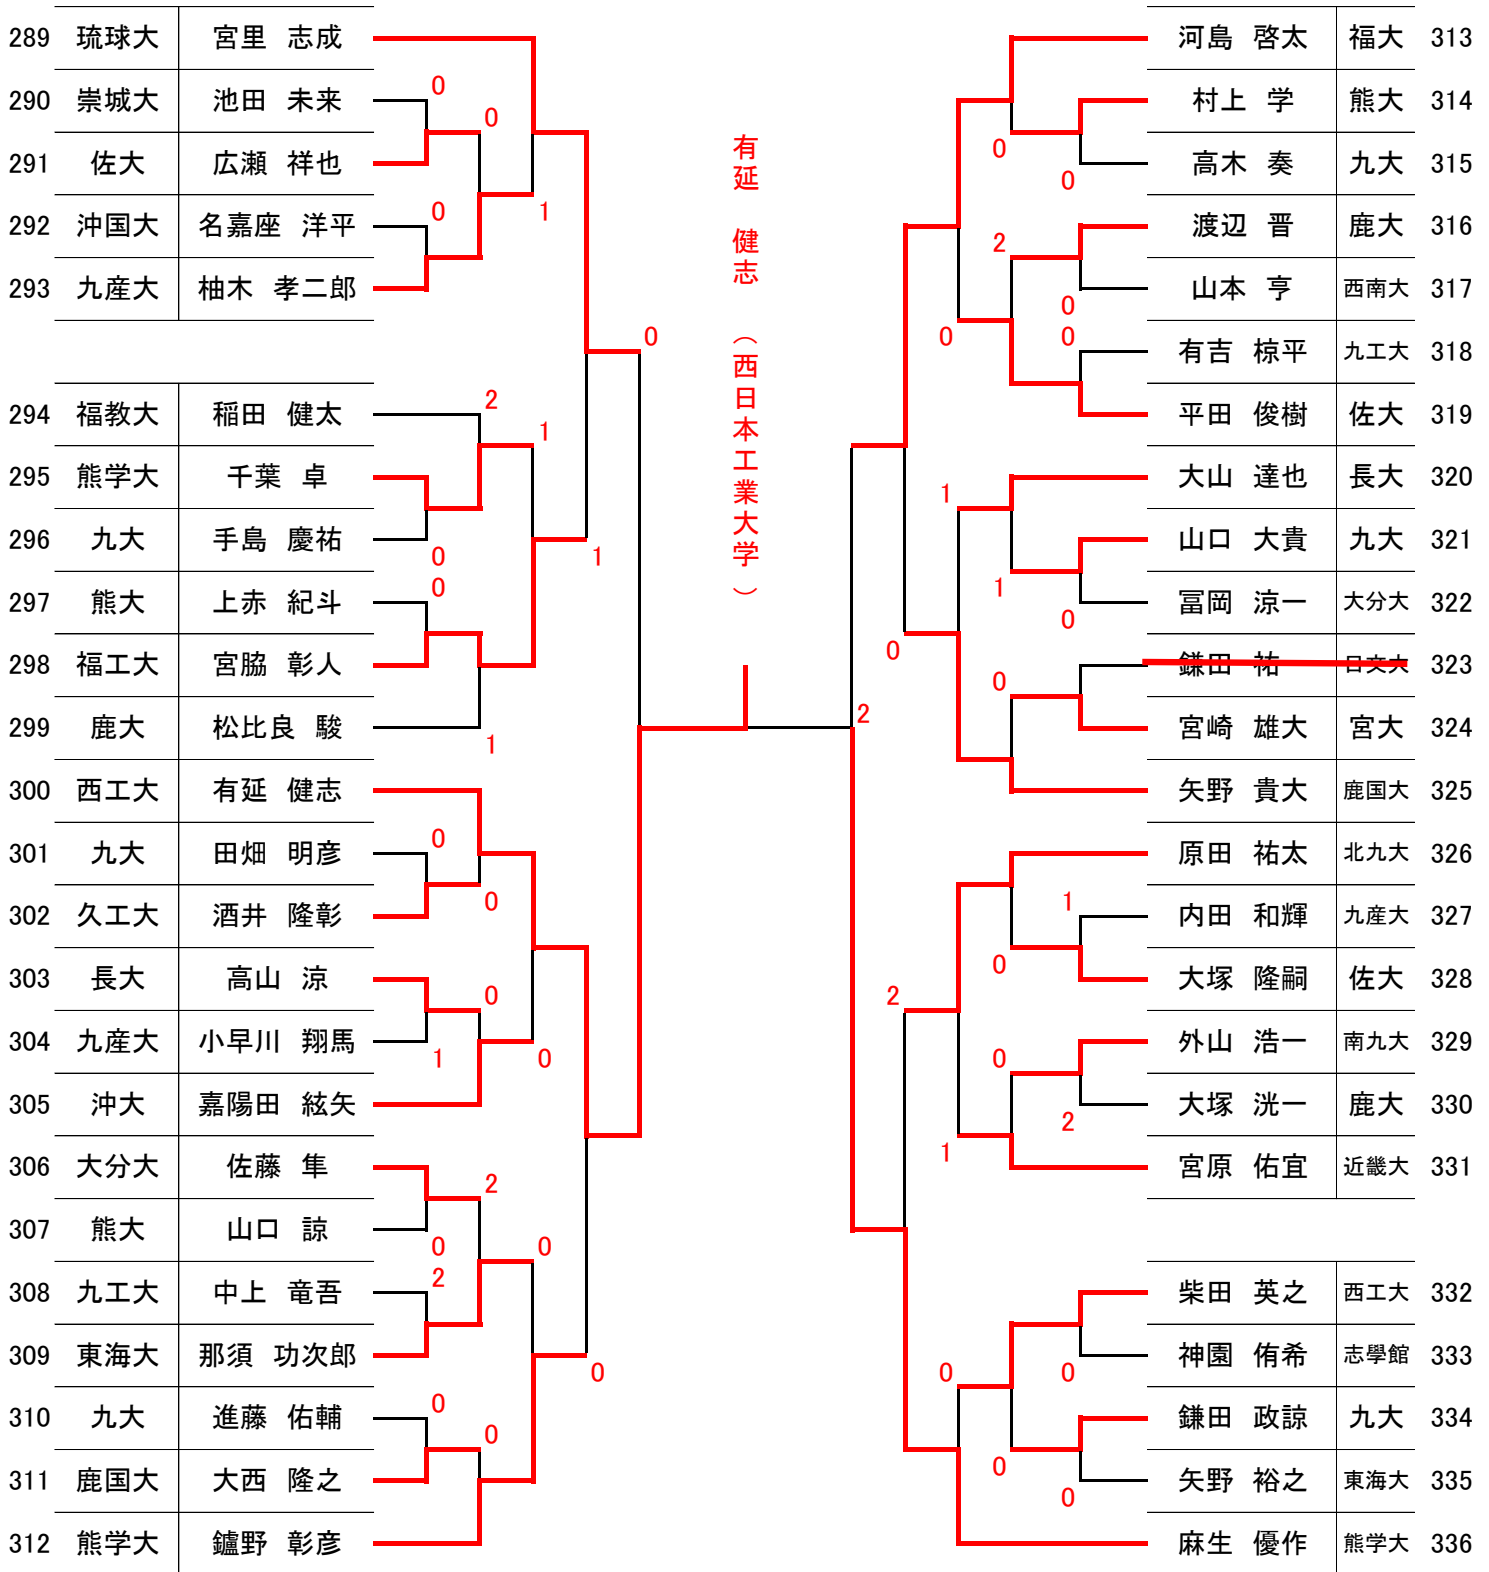 289 琉球大 宮里 志成
290 崇城大 池田 未来
291 佐大 広瀬 祥也
292 沖国大 名嘉座 洋平
293 九産大 柚木 孝二郎
294 福教大 稲田 健太
295 熊学大 千葉 卓
296 九大 手島 慶祐
297 熊大 上赤 紀斗
298 福工大 宮脇 彰人
299 鹿大 松比良 駿
300 西工大 有延 健志
301 九大 田畑 明彦
302 久工大 酒井 隆彰
303 長大 高山 涼
304 九産大 小早川 翔馬
305 沖大 嘉陽田 絃矢
306 大分大 佐藤 隼
307 熊大 山口 諒
308 九工大 中上 竜吾
309 東海大 那須 功次郎
310 九大 進藤 佑輔
311 鹿国大 大西 隆之
312 熊学大 鑪野 彰彦
0
0
0
1
0
2
1
0
0
1
1
0
0
0
1
0
2
0
2
0
0
0
0
有延 健志 (西日本工業大学)
0
0
2
0
0
0
1
1
0
0
0
2
1
0
2
0
2
1
0
0
0
0
河島 啓太 福大 313
村上 学 熊大 314
高木 奏 九大 315
渡辺 晋 鹿大 316
山本 亨 西南大 317
有吉 椋平 九工大 318
平田 俊樹 佐大 319
大山 達也 長大 320
山口 大貴 九大 321
冨岡 涼一 大分大 322
鎌田 祐 日文大 323
宮崎 雄大 宮大 324
矢野 貴大 鹿国大 325
原田 祐太 北九大 326
内田 和輝 九産大 327
大塚 隆嗣 佐大 328
外山 浩一 南九大 329
大塚 洸一 鹿大 330
宮原 佑宜 近畿大 331
柴田 英之 西工大 332
神園 侑希 志學館 333
鎌田 政諒 九大 334
矢野 裕之 東海大 335
麻生 優作 熊学大 336